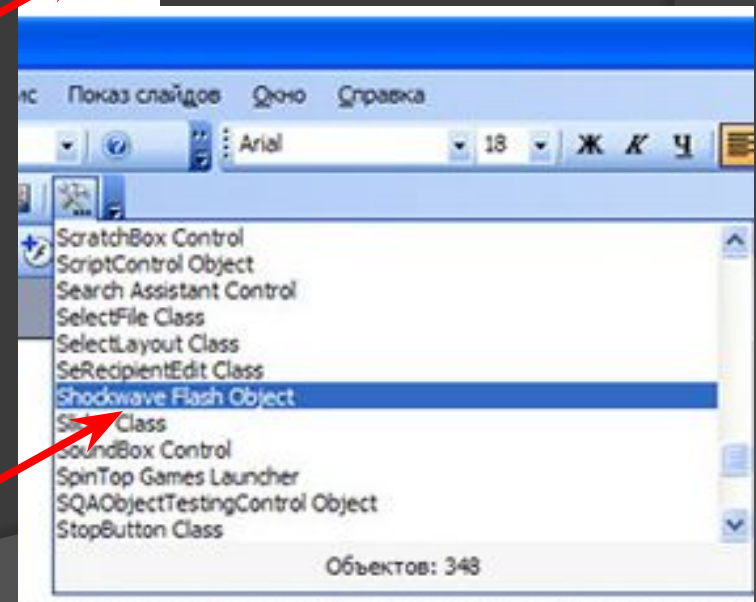 Показ слайдов Окно Справка
Arial 18 Ж К Ч
ScratchBox Control
ScriptControl Object
Search Assistant Control
SelectFile Class
SelectLayout Class
SeRecipientEdit Class
Shockwave Flash Object
Class
SoundBox Control
SpinTop Games Launcher
SQAObjectTestingControl Object
StopButton Class
Объектов: 348